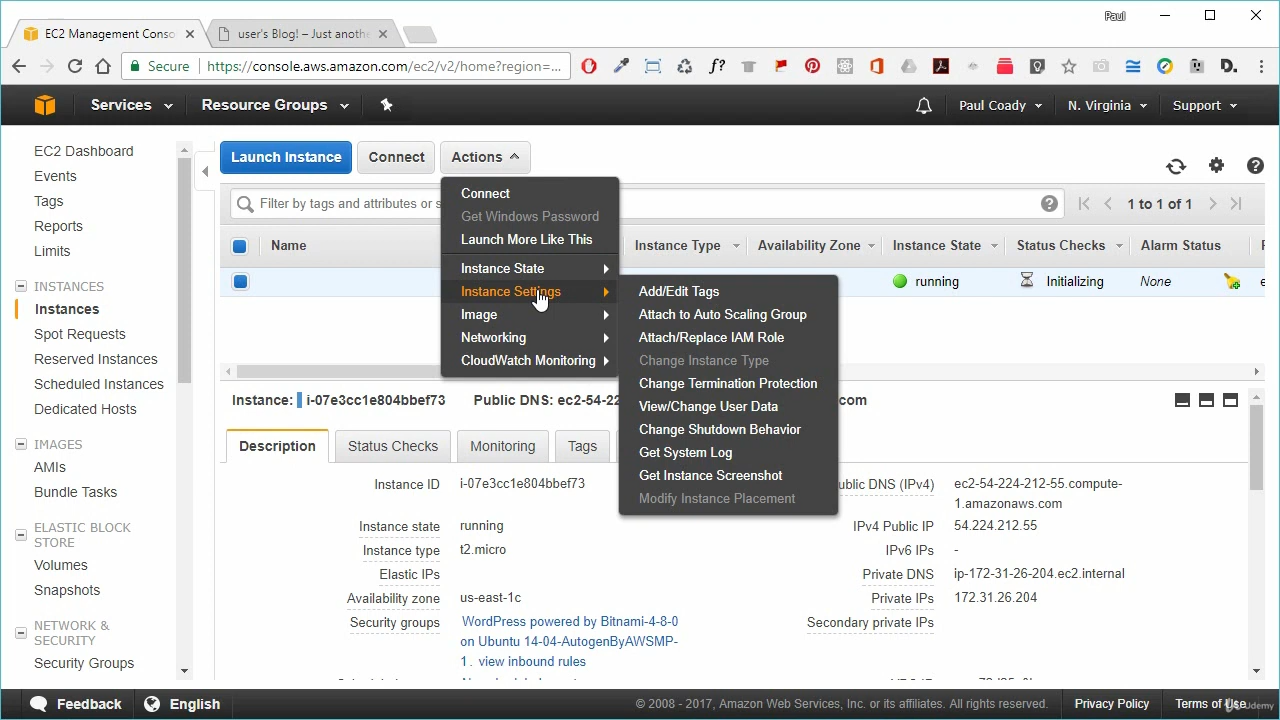 Paul
EC2 Management Conso
user's Blog! – Just anoth
Secure
https://console.aws.amazon.com/ec2/v2/home?region=...
f?
D.
Services
Resource Groups
Paul Coady
N. Virginia
Support
EC2 Dashboard
Events
Tags
Reports
Limits
INSTANCES
Instances
Spot Requests
Reserved Instances
Scheduled Instances
Dedicated Hosts
IMAGES
AMIs
Bundle Tasks
ELASTIC BLOCK
STORE
Volumes
Snapshots
NETWORK &
SECURITY
Security Groups
Launch Instance
Connect
Actions
Filter by tags and attributes or s
1 to 1 of 1
Name
Instance Type
Availability Zone
Instance State
Status Checks
Alarm Status
running
Initializing
None
Connect
Get Windows Password
Launch More Like This
Instance State
Instance Settings
Image
Networking
CloudWatch Monitoring
Add/Edit Tags
Attach to Auto Scaling Group
Attach/Replace IAM Role
Change Instance Type
Change Termination Protection
View/Change User Data
Change Shutdown Behavior
Get System Log
Get Instance Screenshot
Modify Instance Placement
Instance: i-07e3cc1e804bbef73
Public DNS: ec2-54-22
com
Description
Status Checks
Monitoring
Tags
Instance ID
i-07e3cc1e804bbef73
Instance state
running
Instance type
t2.micro
Elastic IPs
Availability zone
us-east-1c
Security groups
WordPress powered by Bitnami-4-8-0
on Ubuntu 14-04-AutogenByAWSMP-
1. view inbound rules
ublic DNS (IPv4)
ec2-54-224-212-55.compute-
1.amazonaws.com
IPv4 Public IP
54.224.212.55
IPv6 IPs
-
Private DNS
ip-172-31-26-204.ec2.internal
Private IPs
172.31.26.204
Secondary private IPs
Feedback
English
© 2008 - 2017, Amazon Web Services, Inc. or its affiliates. All rights reserved.
Privacy Policy
Terms of Use
Udemy